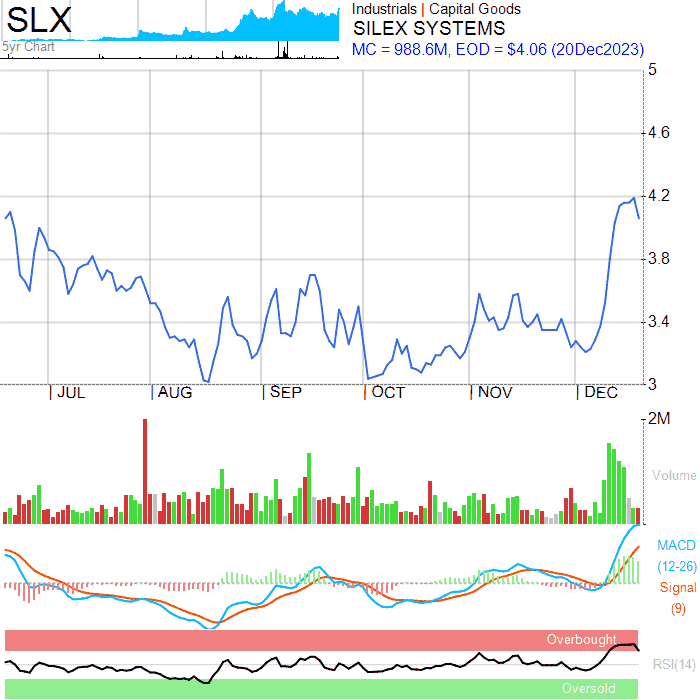 SLX
5yr Chart
Industrials | Capital Goods
SILEX SYSTEMS
MC = 988.6M, EOD = $4.06 (20Dec2023)
5
4.6
4.2
3.8
3.4
3
JUL AUG SEP OCT NOV DEC
2M
Volume
MACD
(12-26)
Signal
(9)
Overbought
RSI(14)
Oversold